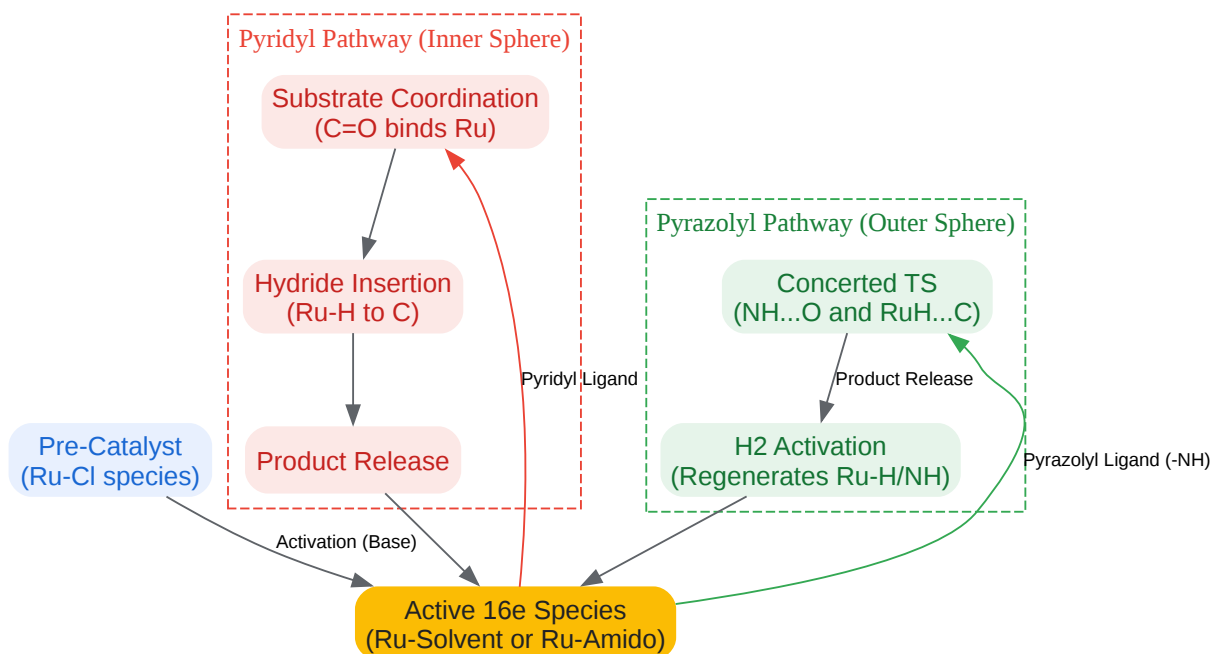 Pyridyl Pathway (Inner Sphere)
Substrate Coordination
(C=O binds Ru)
Hydride Insertion
(Ru-H to C)
Product Release
Pyridyl Ligand
Pyrazolyl Pathway (Outer Sphere)
Concerted TS
(NH...O and RuH...C)
Product Release
H2 Activation
(Regenerates Ru-H/NH)
Pyrazolyl Ligand (-NH)
Pre-Catalyst
(Ru-Cl species)
Activation (Base)
Active 16e Species
(Ru-Solvent or Ru-Amido)